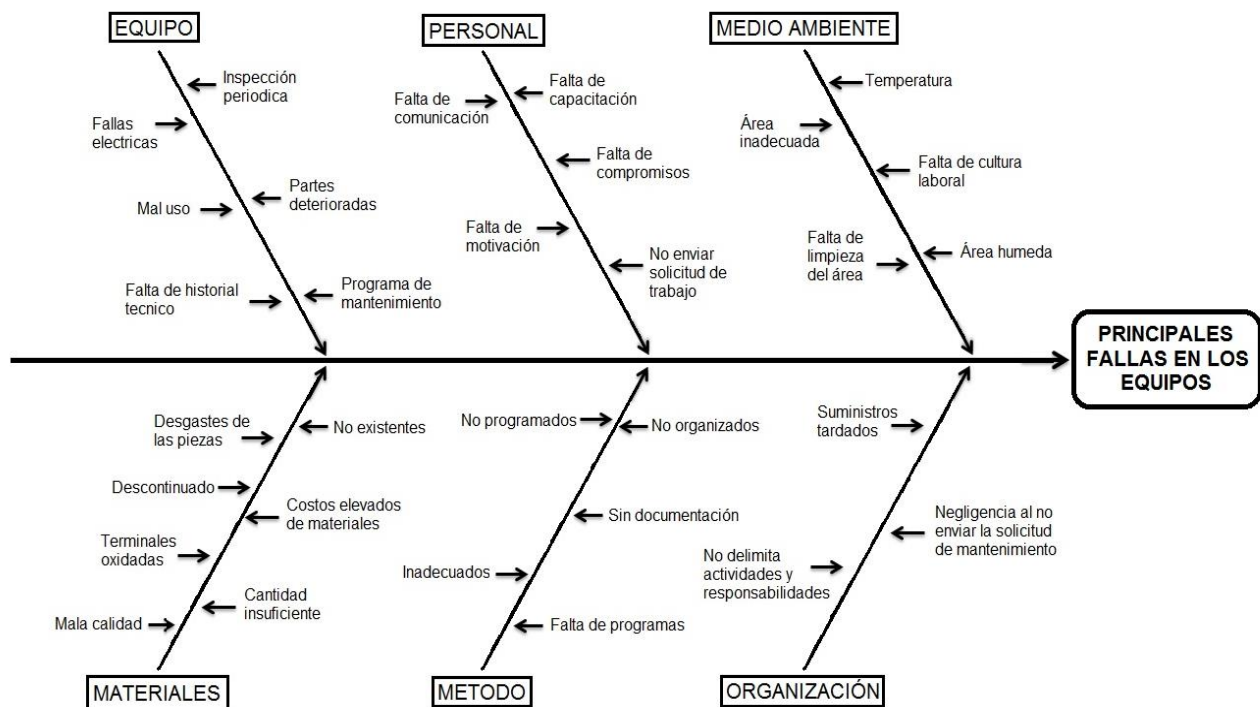 EQUIPO
Inspección
periodica
Fallas
electricas
Partes
deterioradas
Mal uso
Programa de
mantenimiento
Falta de historial
tecnico
PERSONAL
Falta de
capacitación
Falta de
comunicación
Falta de
compromisos
Falta de
motivación
No enviar
solicitud de
trabajo
MEDIO AMBIENTE
Temperatura
Área
inadecuada
Falta de cultura
laboral
Falta de
limpieza
del área
Área humeda
PRINCIPALES
FALLAS EN LOS
EQUIPOS
Desgastes de
las piezas
No existentes
Descontinuado
Costos elevados
de materiales
Terminales
oxidadas
Cantidad
insuficiente
Mala calidad
MATERIALES
No programados
No organizados
Sin documentación
Inadecuados
Falta de programas
METODO
Suministros
tardados
Negligencia al no
enviar la solicitud
de mantenimiento
No delimita
actividades y
responsabilidades
ORGANIZACIÓN